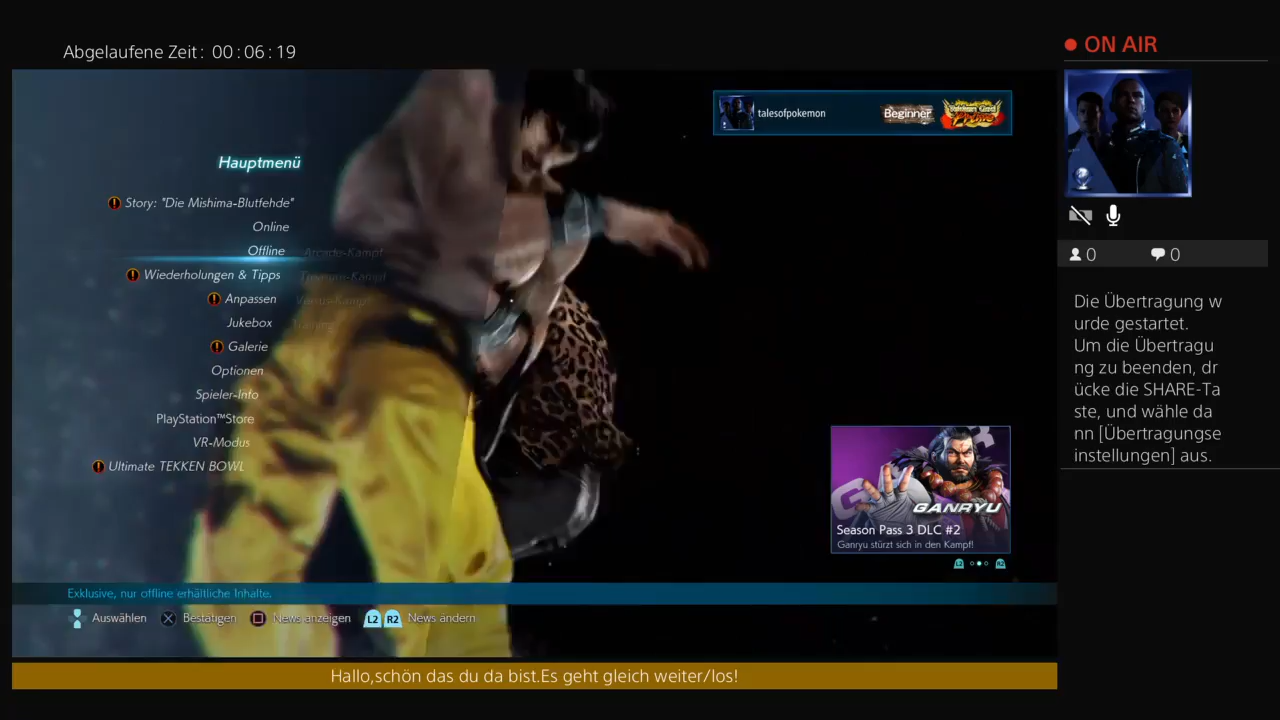 Abgelaufene Zeit: 00:06:19
ON AIR
talesofpokemon
Beginner
Tekken God
Prime
Hauptmenü
Story: "Die Mishima-Blutfehde"
Online
Offline
Arcade-Kampf
Wiederholungen & Tipps
Anpassen
Versus-Kampf
Jukebox
Training
Galerie
Optionen
Spieler-Info
PlayStation™Store
VR-Modus
Ultimate TEKKEN BOWL
0
0
Die Übertragung w
urde gestartet.
Um die Übertragu
ng zu beenden, dr
ücke die SHARE-Ta
ste, und wähle da
nn [Übertragungse
instellungen] aus.
GANRYU
Season Pass 3 DLC #2
Ganryu stürzt sich in den Kampf!
L2 R2
Exklusive, nur offline erhältliche Inhalte.
Auswählen Bestätigen News anzeigen L2 R2 News ändern
Hallo,schön das du da bist.Es geht gleich weiter/los!